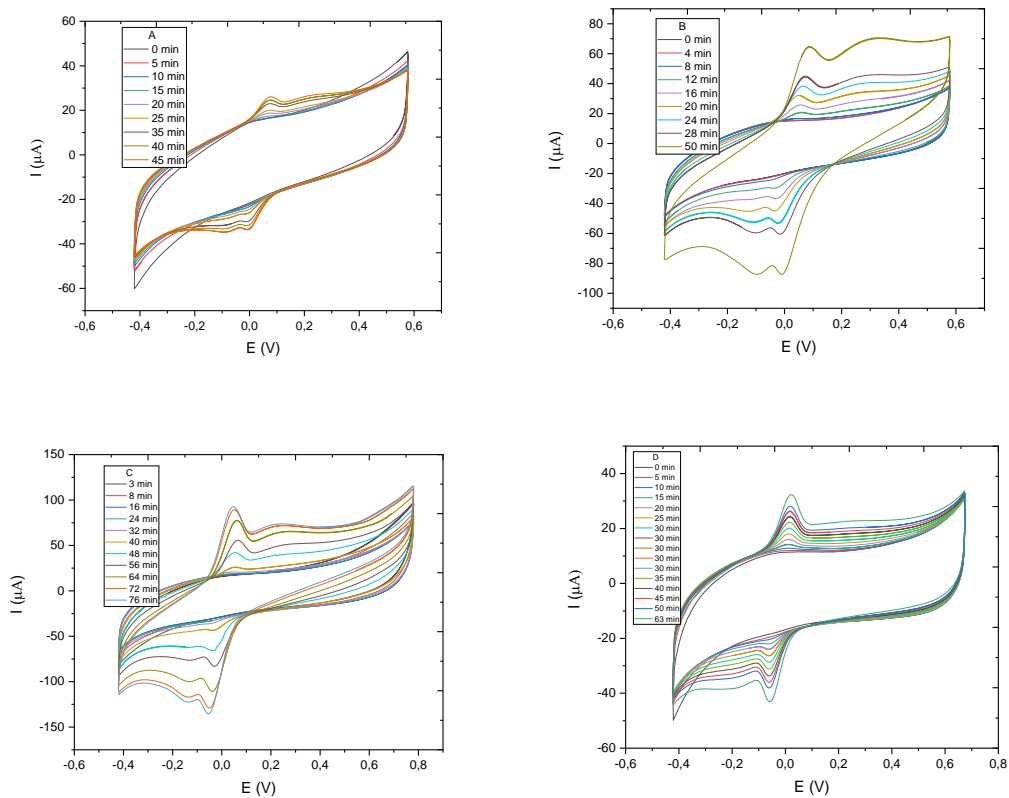 A
0 min
5 min
10 min
15 min
20 min
25 min
35 min
40 min
45 min
60
40
20
0
-20
-40
-60
I (μA)
-0,6 -0,4 -0,2 0,0 0,2 0,4 0,6
E (V)
B
0 min
4 min
8 min
12 min
16 min
20 min
24 min
28 min
50 min
80
60
40
20
0
-20
-40
-60
-80
-110
I (μA)
-0,6 -0,4 -0,2 0,0 0,2 0,4 0,6
E (V)
C
3 min
8 min
16 min
24 min
32 min
40 min
48 min
56 min
64 min
72 min
76 min
150
125
100
75
50
25
0
-25
-50
-75
-100
-125
-150
-175
I (μA)
-0,6 -0,4 -0,2 0,0 0,2 0,4 0,6 0,8
E (V)
D
0 min
5 min
10 min
15 min
20 min
25 min
30 min
30 min
30 min
30 min
30 min
35 min
40 min
45 min
50 min
63 min
40
20
0
-20
-40
-60
I (μA)
-0,6 -0,4 -0,2 0,0 0,2 0,4 0,6 0,8
E (V)